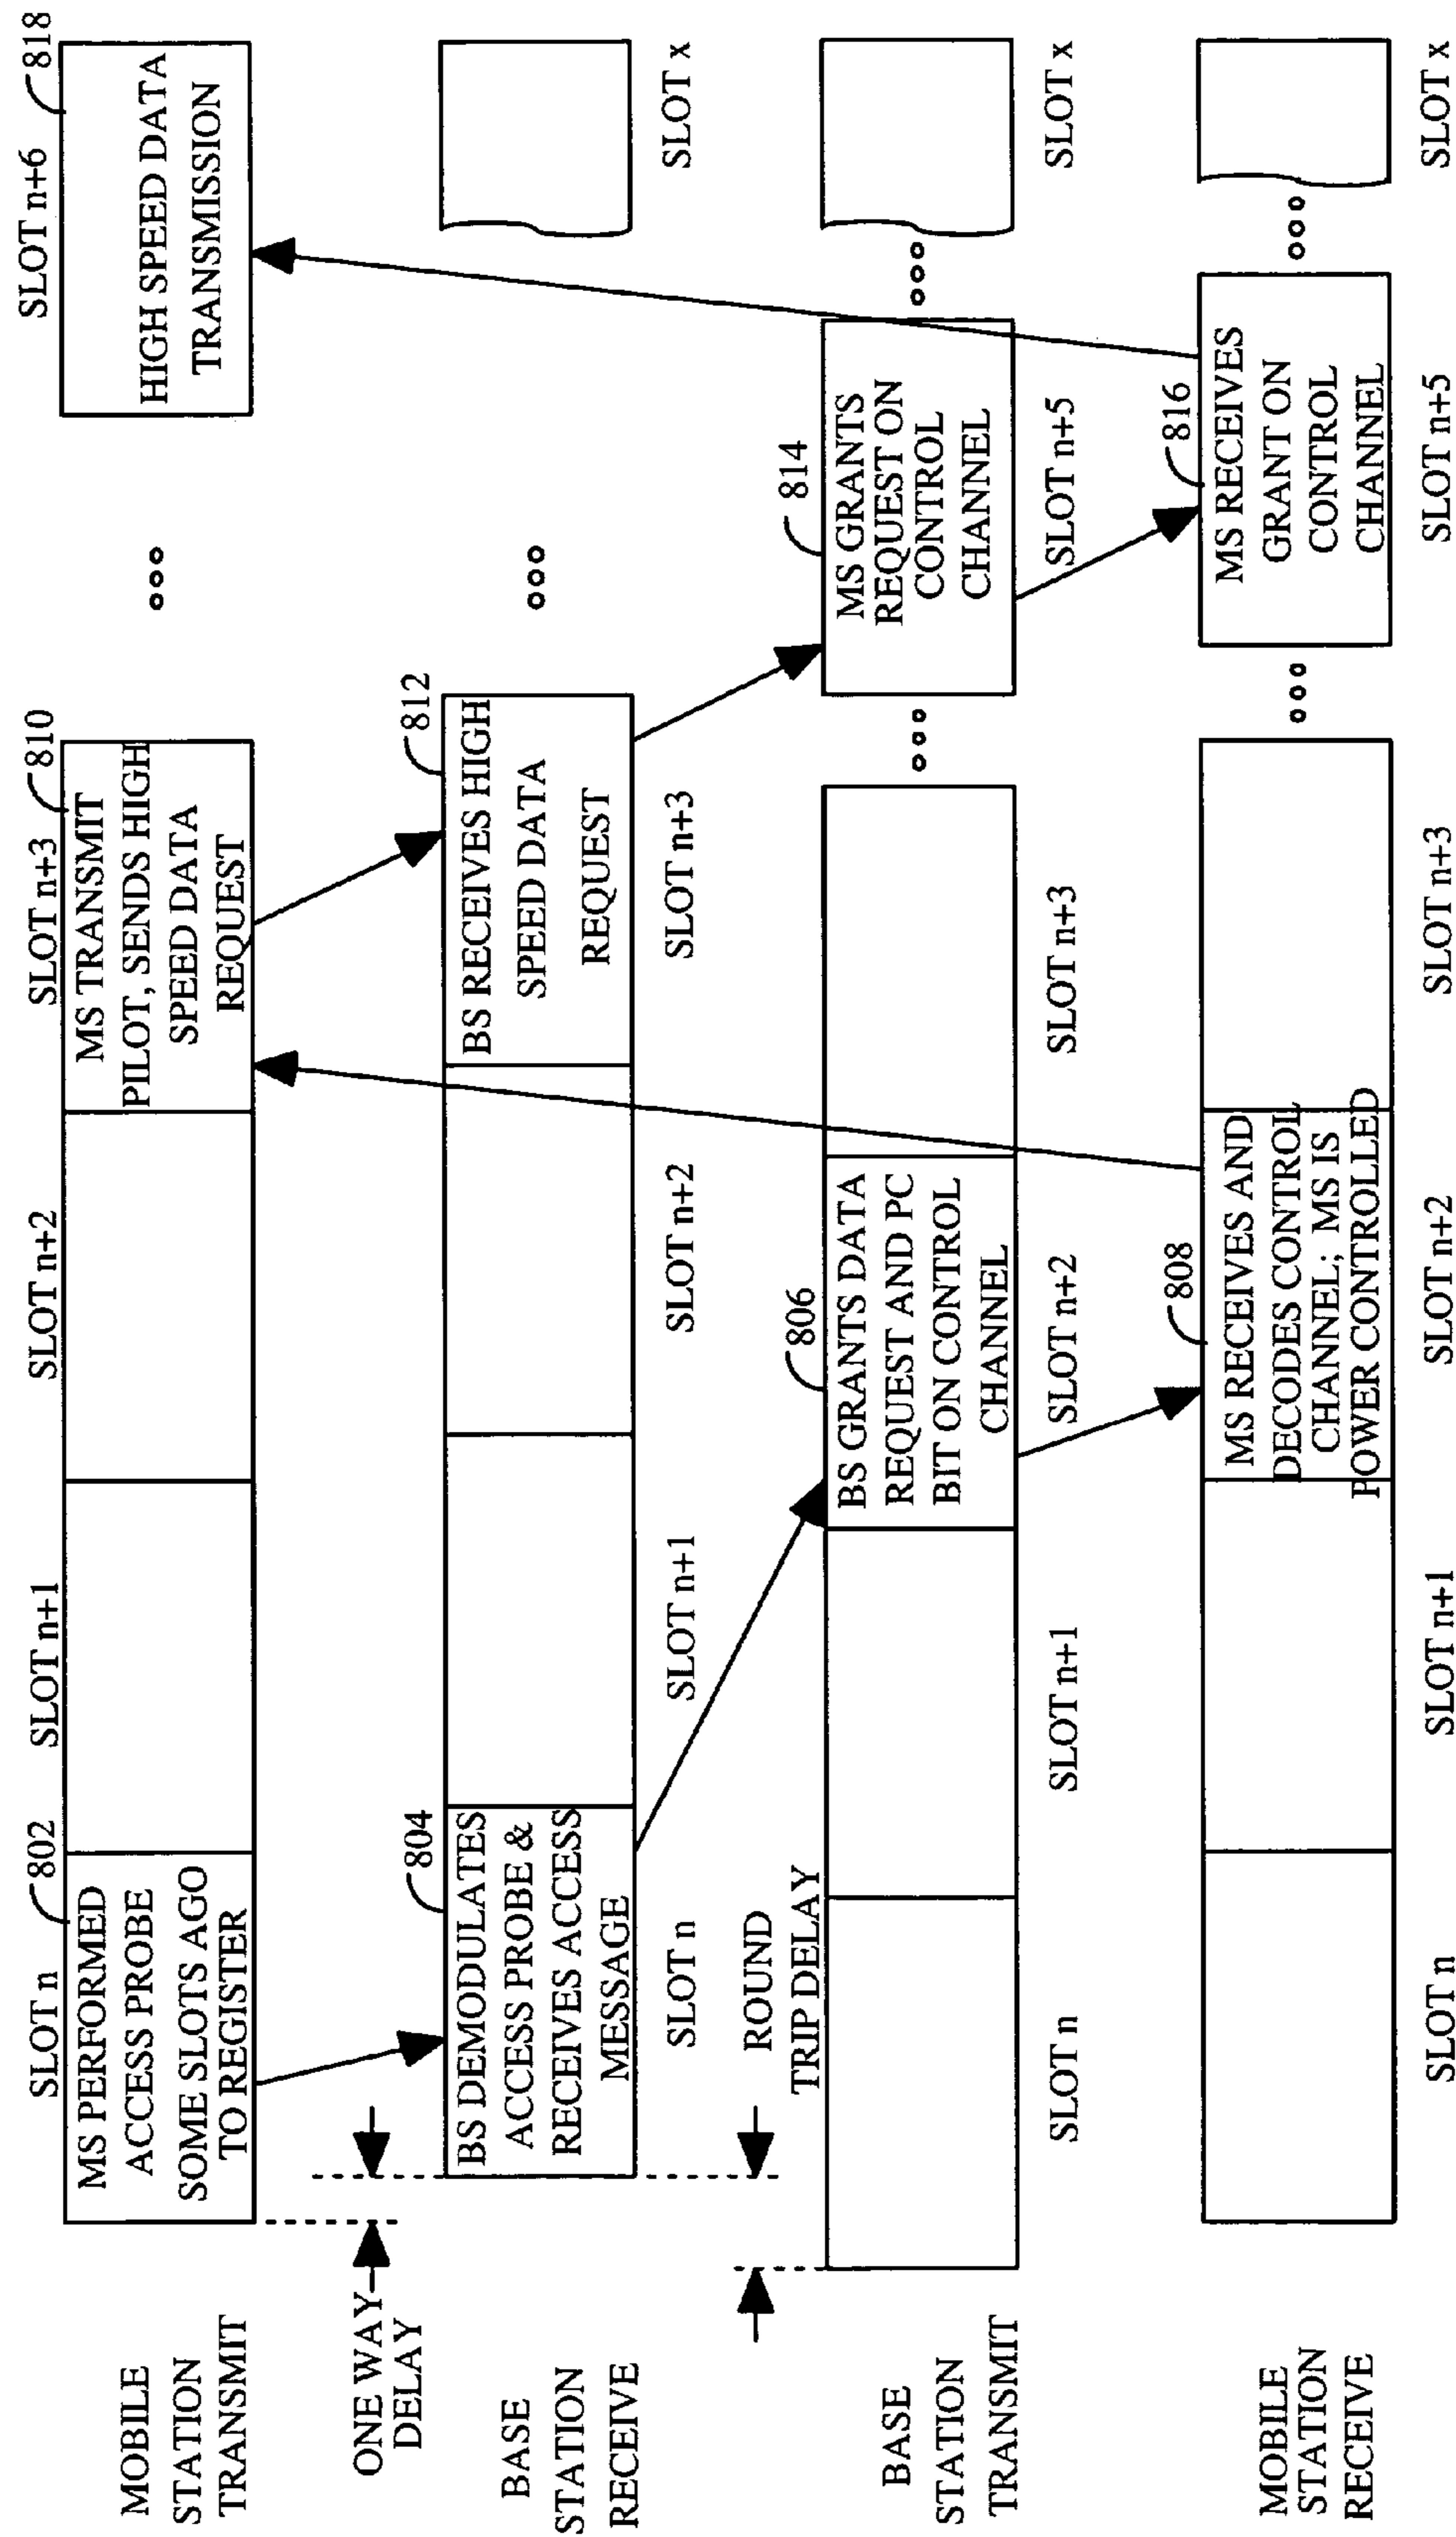 MOBILE
STATION
TRANSMIT
SLOT n
802
MS PERFORMED
ACCESS PROBE
SOME SLOTS AGO
TO REGISTER
SLOT n+1
SLOT n+2
SLOT n+3
810
MS TRANSMIT
PILOT, SENDS HIGH
SPEED DATA
REQUEST
SLOT n+6
818
HIGH SPEED DATA
TRANSMISSION
ONE WAY
DELAY
BASE
STATION
RECEIVE
804
BS DEMODULATES
ACCESS PROBE &
RECEIVES ACCESS
MESSAGE
812
BS RECEIVES HIGH
SPEED DATA
REQUEST
SLOT n
SLOT n+1
SLOT n+2
SLOT n+3
SLOT x
ROUND
TRIP DELAY
BASE
STATION
TRANSMIT
806
BS GRANTS DATA
REQUEST AND PC
BIT ON CONTROL
CHANNEL
814
MS GRANTS
REQUEST ON
CONTROL
CHANNEL
SLOT n
SLOT n+1
SLOT n+2
SLOT n+3
SLOT n+5
SLOT x
MOBILE
STATION
RECEIVE
808
MS RECEIVES AND
DECODES CONTROL
CHANNEL; MS IS
POWER CONTROLLED
816
MS RECEIVES
GRANT ON
CONTROL
CHANNEL
SLOT n
SLOT n+1
SLOT n+2
SLOT n+3
SLOT n+5
SLOT x